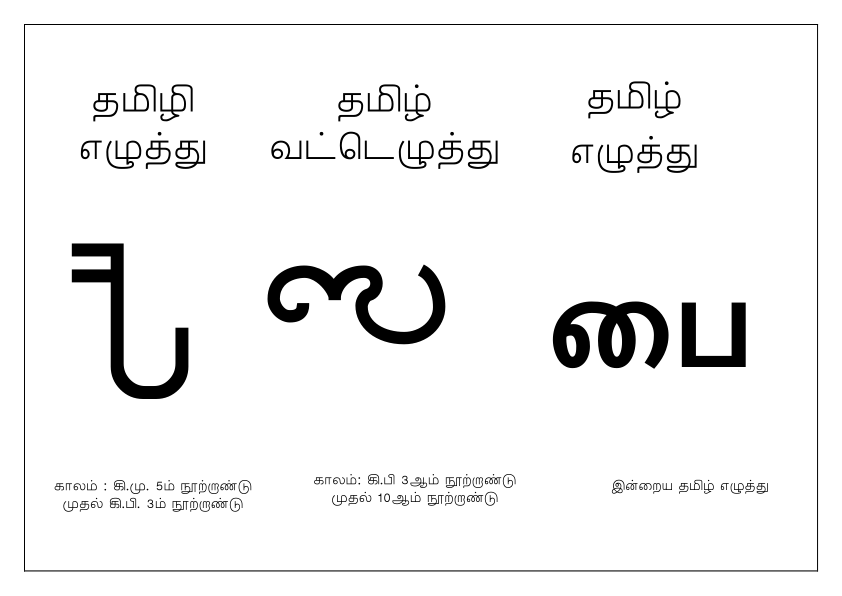 தமிழி
எழுத்து
தமிழ்
வட்டெழுத்து
தமிழ்
எழுத்து
𑀧𑁃
பை
காலம் : கி.மு. 5ம் நூற்றாண்டு
முதல் கி.பி. 3ம் நூற்றாண்டு
காலம்: கி.பி 3ஆம் நூற்றாண்டு
முதல் 10ஆம் நூற்றாண்டு
இன்றைய தமிழ் எழுத்து